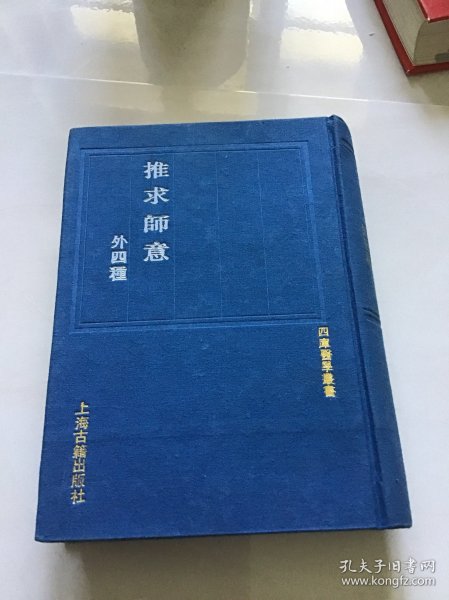 推求師意
外四種
四庫醫學叢書
上海古籍出版社
孔夫子旧书网
www.kongfz.com